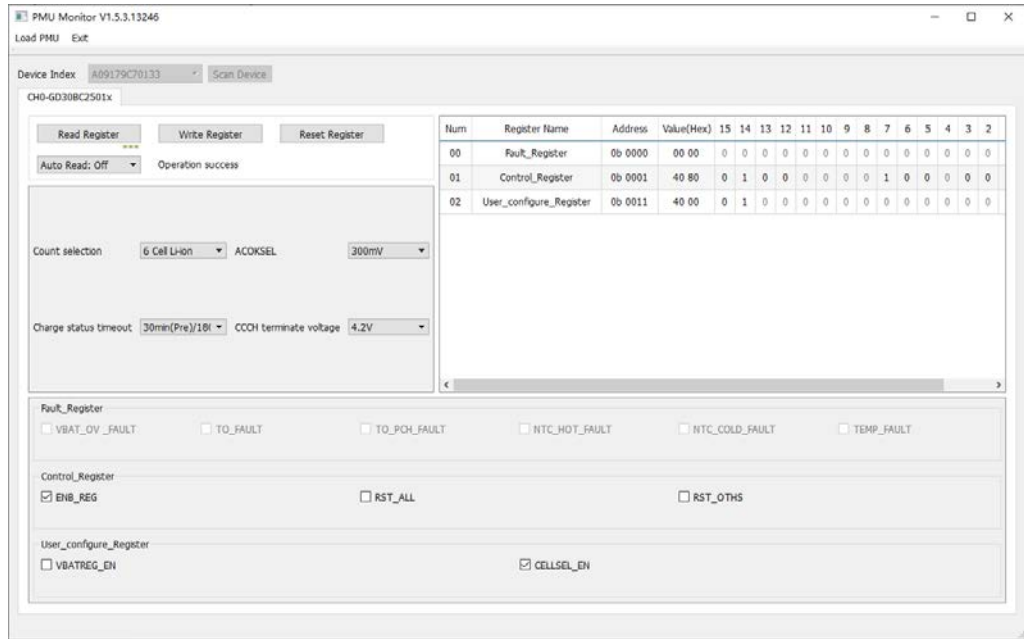 PMU Monitor V1.5.3.13246
Load PMU Exit
Device Index A09179C70133 Scan Device
CH0-GD30BC2501x
Read Register Write Register Reset Register
Auto Read: Off Operation success
Count selection 6 Cell Li-ion ACOKSEL 300mV
Charge status timeout 30min(Pre)/18( CCCH terminate voltage 4.2V
Num Register Name Address Value(Hex) 15 14 13 12 11 10 9 8 7 6 5 4 3 2
00 Fault_Register 0b 0000 00 00 0 0 0 0 0 0 0 0 0 0 0 0 0 0
01 Control_Register 0b 0001 40 80 0 1 0 0 0 0 0 0 1 0 0 0 0 0
02 User_configure_Register 0b 0011 40 00 0 1 0 0 0 0 0 0 0 0 0 0 0 0
Fault_Register
VBAT_OV _FAULT TO_FAULT TO_PCH_FAULT NTC_HOT_FAULT NTC_COLD_FAULT TEMP_FAULT
Control_Register
ENB_REG RST_ALL RST_OTHS
User_configure_Register
VBATREG_EN CELLSEL_EN